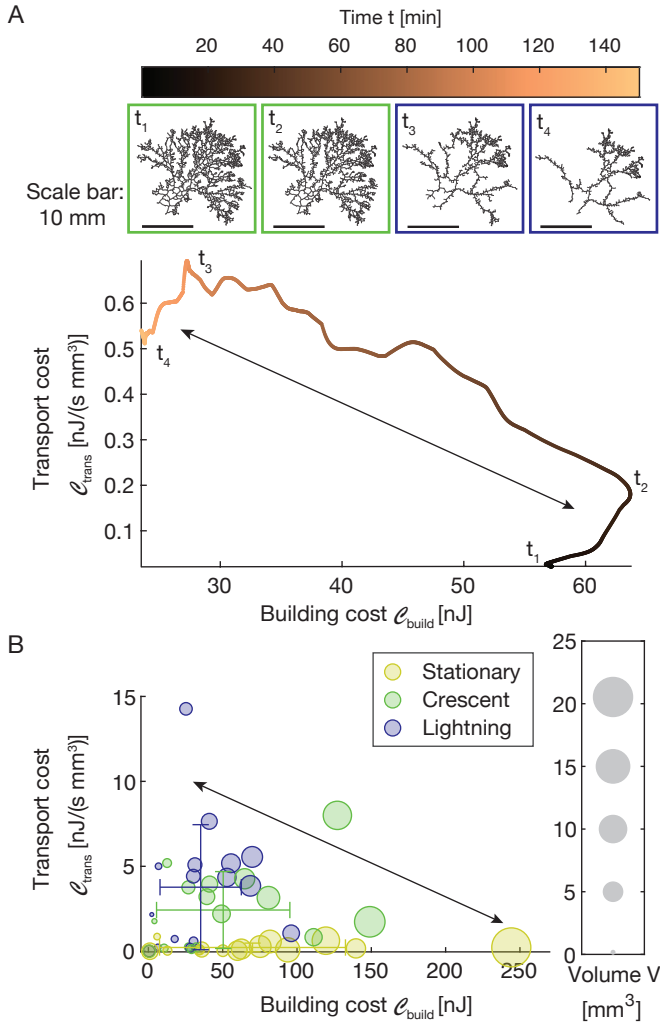 A
Time t [min]
20 40 60 80 100 120 140
t1 t2 t3 t4
Scale bar:
10 mm
t3
0.6
0.5
t4
0.4
0.3
0.2
t2
0.1
t1
Transport cost
𝒞trans [nJ/(s mm³)]
30 40 50 60
Building cost 𝒞build [nJ]
B
Stationary
Crescent
Lightning
15
10
5
0
Transport cost
𝒞trans [nJ/(s mm³)]
0 50 100 150 200 250
Building cost 𝒞build [nJ]
25
20
15
10
5
0
Volume V
[mm³]